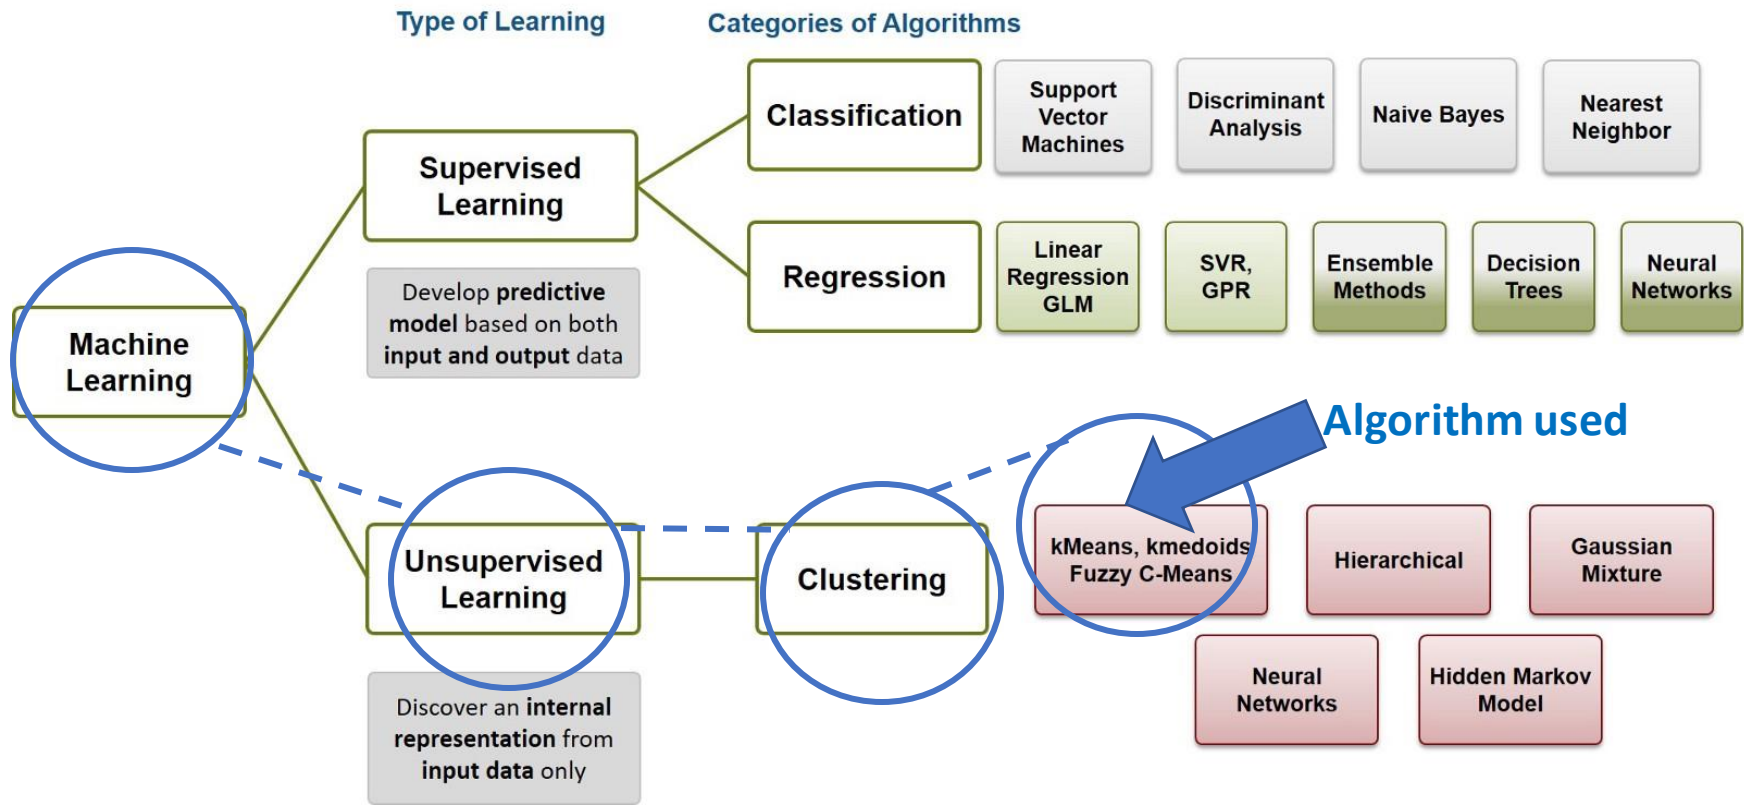 Type of Learning
Categories of Algorithms
Classification
Support
Vector
Machines
Discriminant
Analysis
Naive Bayes
Nearest
Neighbor
Supervised
Learning
Regression
Linear
Regression
GLM
SVR,
GPR
Ensemble
Methods
Decision
Trees
Neural
Networks
Develop predictive
model based on both
input and output data
Machine
Learning
Algorithm used
Unsupervised
Learning
Clustering
kMeans, kmedoids
Fuzzy C-Means
Hierarchical
Gaussian
Mixture
Neural
Networks
Hidden Markov
Model
Discover an internal
representation from
input data only